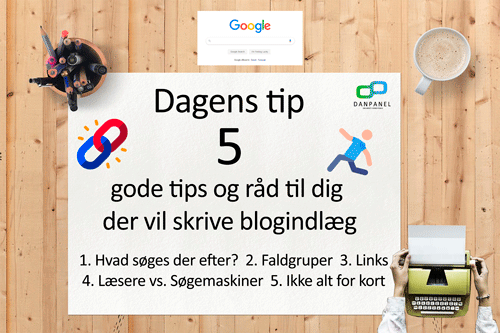 Google
DANPANEL
Dagens tip
5
gode tips og råd til dig
der vil skrive blogindlæg
1. Hvad søges der efter? 2. Faldgruper 3. Links
4. Læsere vs. Søgemaskiner 5. Ikke alt for kort